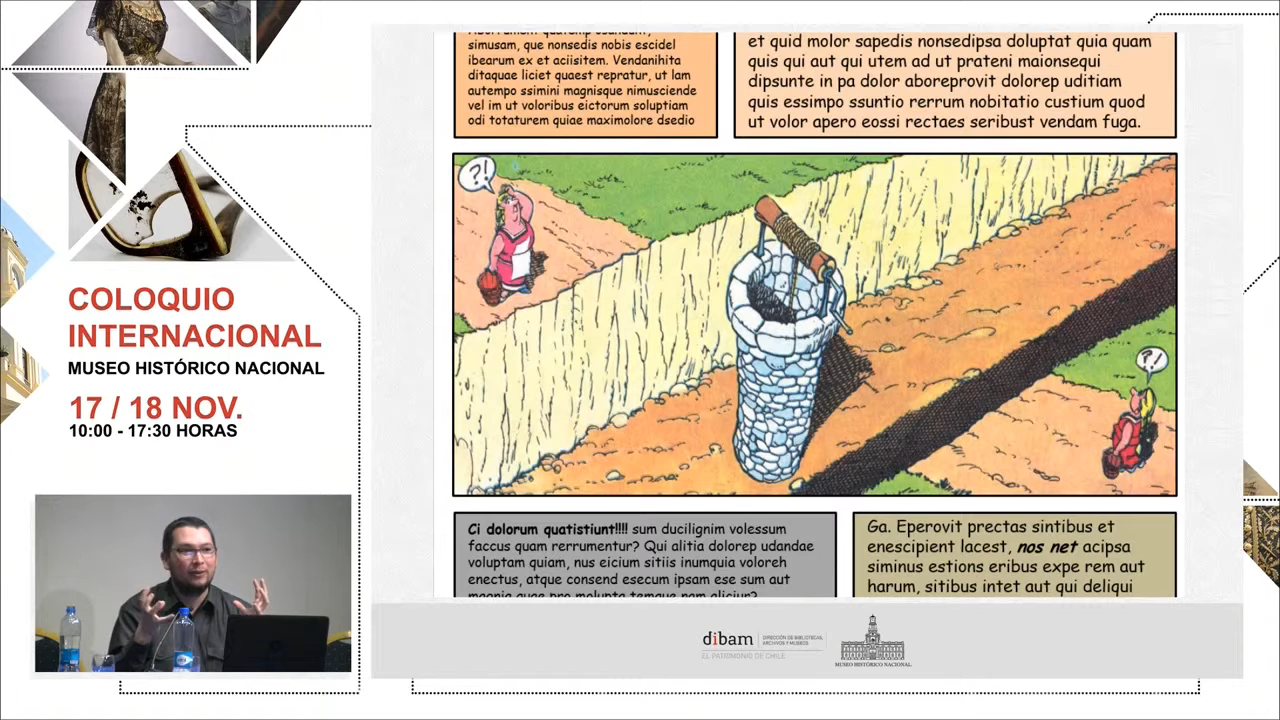 simusam, que nonsedis nobis escidel
ibearum ex et aciisitem. Vendanihita
ditaquae liciet quaest repratur, ut lam
autempo ssimini magnisque nimusciende
vel im ut voloribus eictorum soluptiam
odi totaturem quiae maximolore dsedio
et quid molor sapedis nonsedipsa doluptat quia quam
quis qui aut qui utem ad ut prateni maionsequi
dipsunte in pa dolor aboreprovit dolorep uditiam
quis essimpo ssuntio rerrum nobitatio custium quod
ut volor apero eossi rectaes seribust vendam fuga.
?!
?!
Ci dolorum quatistiunt!!!! sum ducilignim volessum
faccus quam rerrumentur? Qui alitia dolorep udandae
voluptam quiam, nus eicium sitiis inumquia voloreh
enectus, atque consend esecum ipsam ese sum aut
Ga. Eperovit prectas sintibus et
enescipient lacest, nos net acipsa
siminus estions eribus expe rem aut
harum, sitibus intet aut qui deliqui
COLOQUIO
INTERNACIONAL
MUSEO HISTÓRICO NACIONAL
17 / 18 NOV.
10:00 - 17:30 HORAS
dibam
DIRECCIÓN DE BIBLIOTECAS,
ARCHIVOS Y MUSEOS
EL PATRIMONIO DE CHILE
MUSEO HISTÓRICO NACIONAL